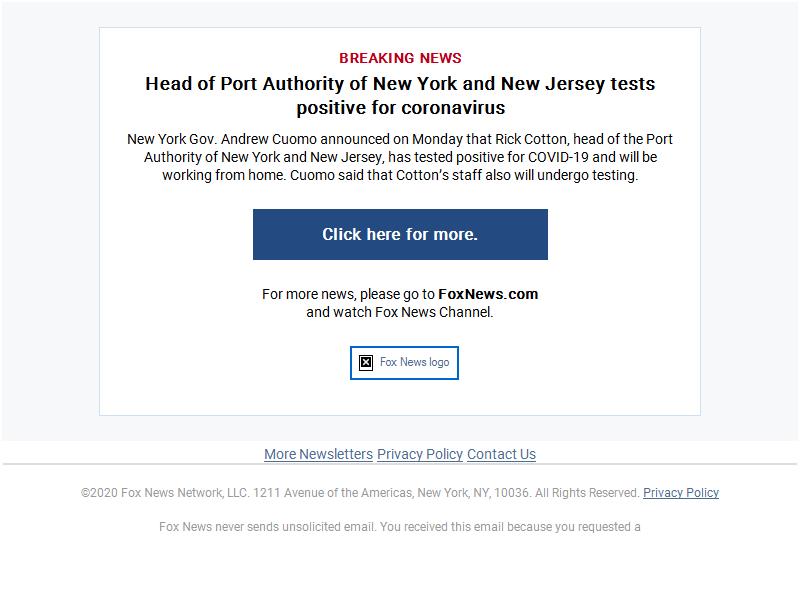 BREAKING NEWS
Head of Port Authority of New York and New Jersey tests
positive for coronavirus
New York Gov. Andrew Cuomo announced on Monday that Rick Cotton, head of the Port
Authority of New York and New Jersey, has tested positive for COVID-19 and will be
working from home. Cuomo said that Cotton’s staff also will undergo testing.
Click here for more.
For more news, please go to FoxNews.com
and watch Fox News Channel.
Fox News logo
More Newsletters Privacy Policy Contact Us
©2020 Fox News Network, LLC. 1211 Avenue of the Americas, New York, NY, 10036. All Rights Reserved. Privacy Policy
Fox News never sends unsolicited email. You received this email because you requested a